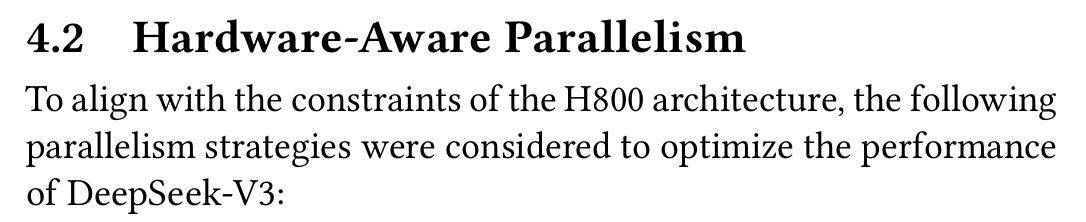 4.2 Hardware-Aware Parallelism
To align with the constraints of the H800 architecture, the following
parallelism strategies were considered to optimize the performance
of DeepSeek-V3: